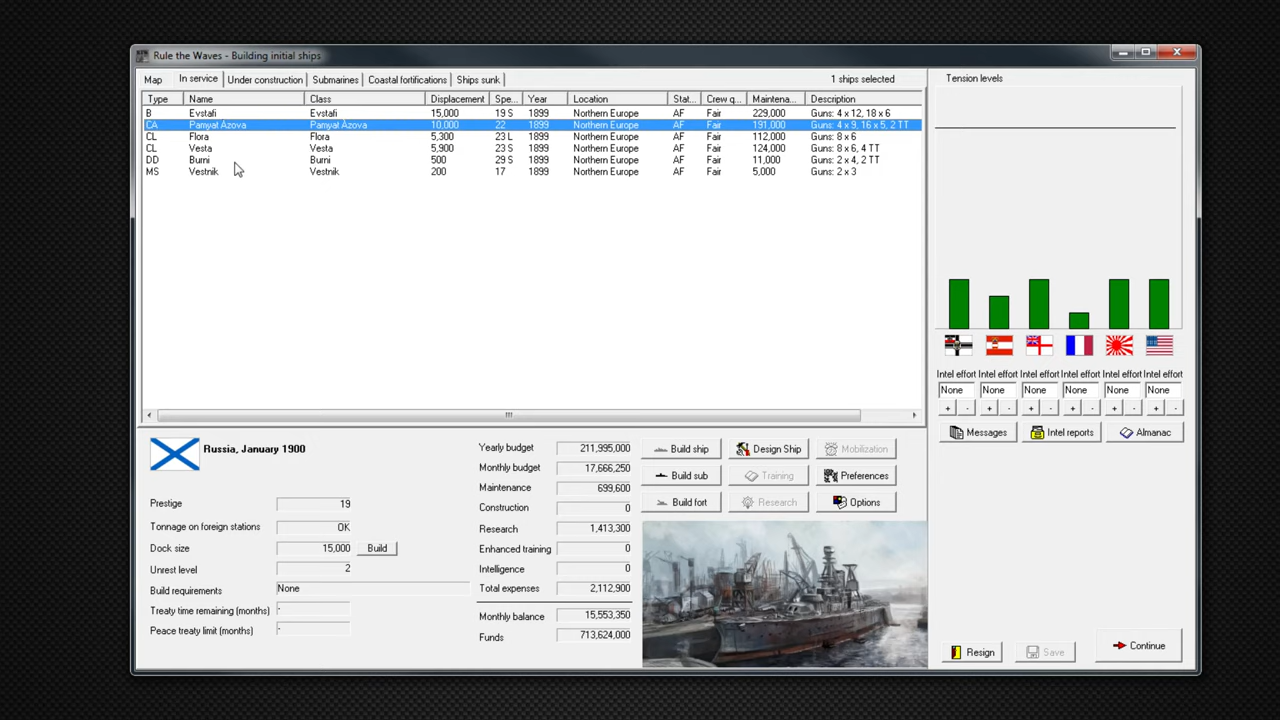 Rule the Waves - Building initial ships
Map In service Under construction Submarines Coastal fortifications Ships sunk 1 ships selected Tension levels
Type Name Class Displacement Spe... Year Location Stat... Crew q... Maintena... Description
B Evstafi Evstafi 15,000 19 S 1899 Northern Europe AF Fair 229,000 Guns: 4 x 12, 18 x 6
CA Pamyat Azova Pamyat Azova 10,000 22 1899 Northern Europe AF Fair 191,000 Guns: 4 x 9, 16 x 5, 2 TT
CL Flora Flora 5,300 23 L 1899 Northern Europe AF Fair 112,000 Guns: 8 x 6
CL Vesta Vesta 5,900 23 S 1899 Northern Europe AF Fair 124,000 Guns: 8 x 6, 4 TT
DD Burni Burni 500 29 S 1899 Northern Europe AF Fair 11,000 Guns: 2 x 4, 2 TT
MS Vestnik Vestnik 200 17 1899 Northern Europe AF Fair 5,000 Guns: 2 x 3
Intel effort Intel effort Intel effort Intel effort Intel effort Intel effort
None None None None None None
+ - + - + - + - + - + -
Messages Intel reports Almanac
Russia, January 1900
Prestige 19
Tonnage on foreign stations OK
Dock size 15,000 Build
Unrest level 2
Build requirements None
Treaty time remaining (months) -
Peace treaty limit (months) -
Yearly budget 211,995,000
Monthly budget 17,666,250
Maintenance 699,600
Construction 0
Research 1,413,300
Enhanced training 0
Intelligence 0
Total expenses 2,112,900
Monthly balance 15,553,350
Funds 713,624,000
Build ship Design Ship Mobilization
Build sub Training Preferences
Build fort Research Options
Resign Save Continue